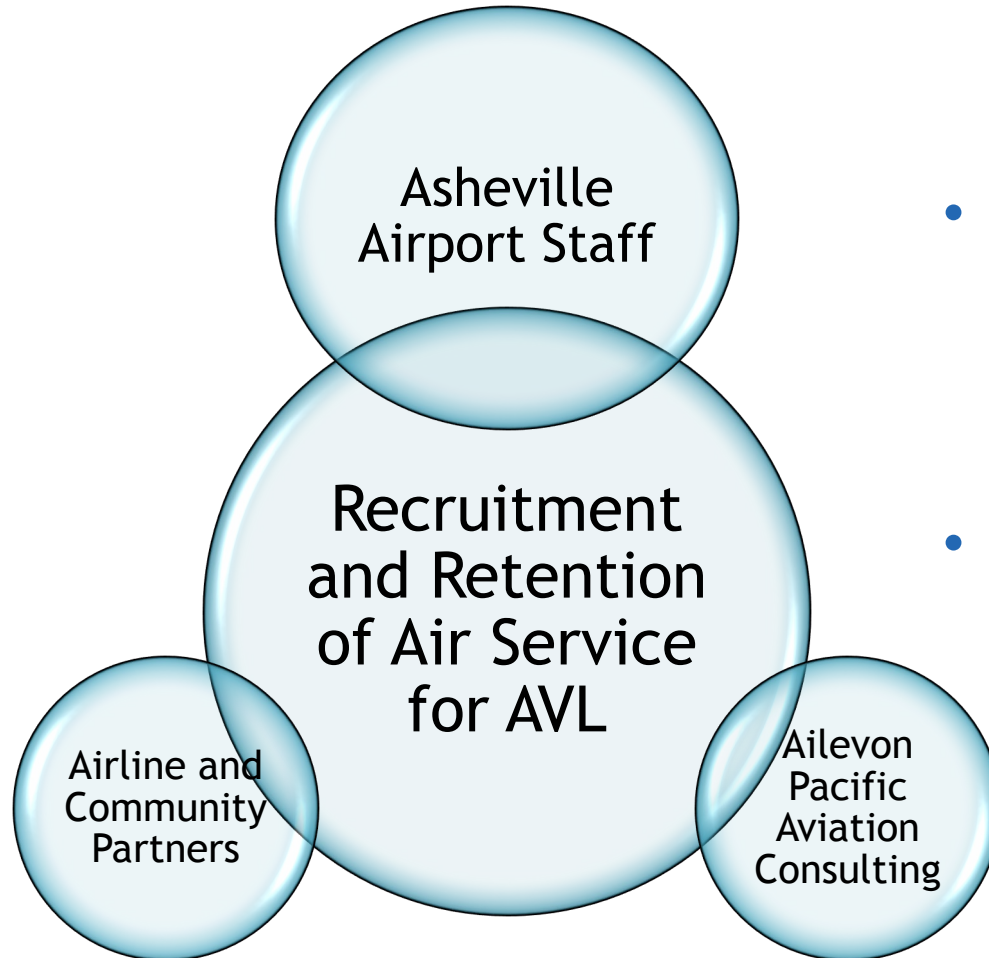 Asheville
Airport Staff
Recruitment
and Retention
of Air Service
for AVL
Airline and
Community
Partners
Ailevon
Pacific
Aviation
Consulting